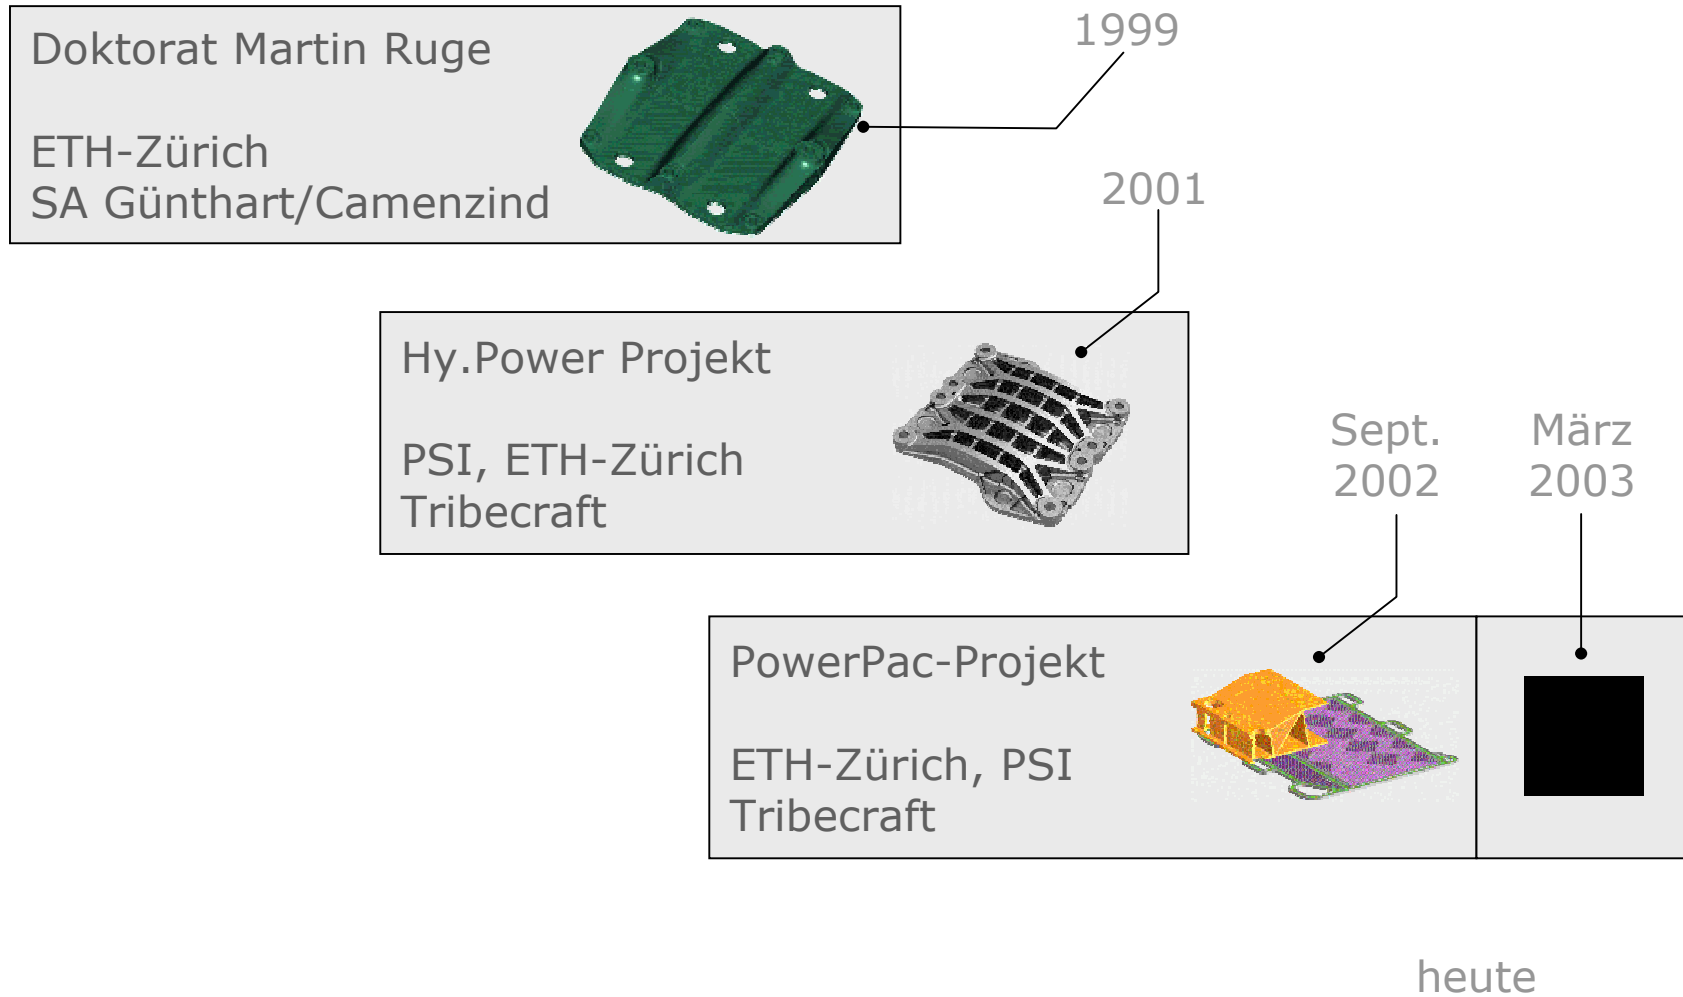 Doktorat Martin Ruge
ETH-Zürich
SA Günthart/Camenzind
1999
2001
Hy.Power Projekt
PSI, ETH-Zürich
Tribecraft
Sept.
2002
März
2003
PowerPac-Projekt
ETH-Zürich, PSI
Tribecraft
heute